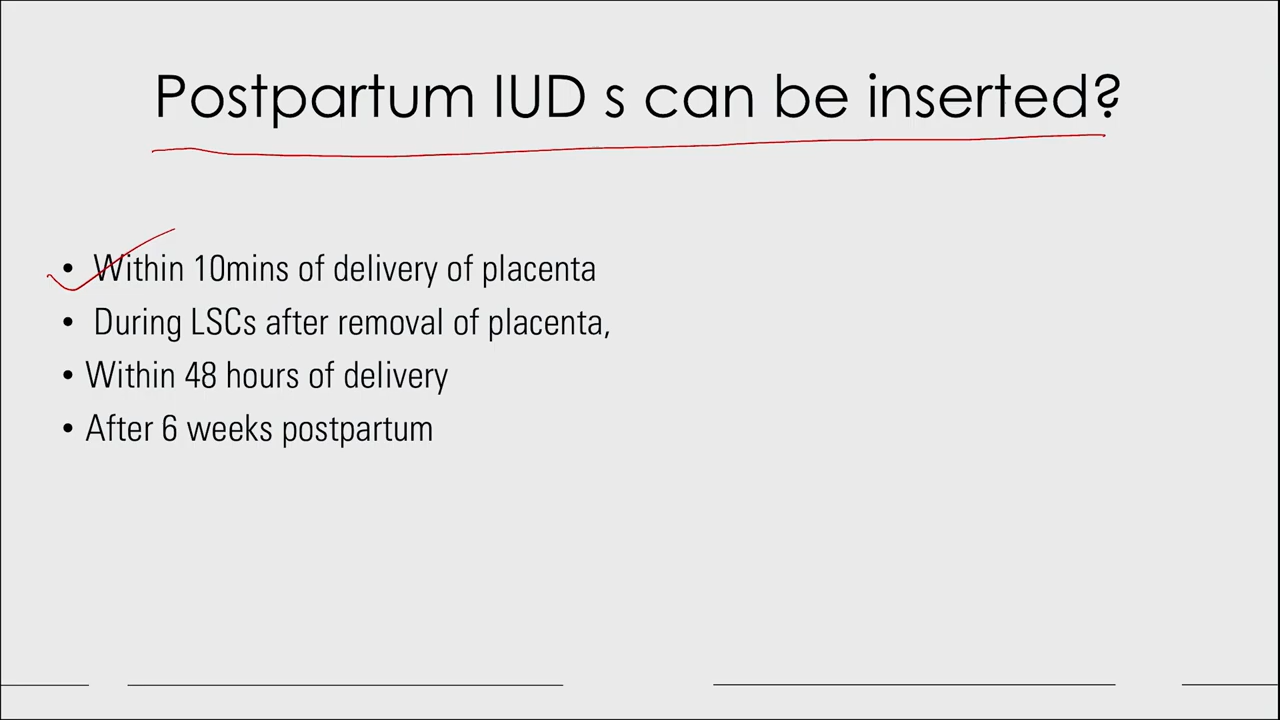 Postpartum IUD s can be inserted?
• Within 10mins of delivery of placenta
• During LSCs after removal of placenta,
• Within 48 hours of delivery
• After 6 weeks postpartum